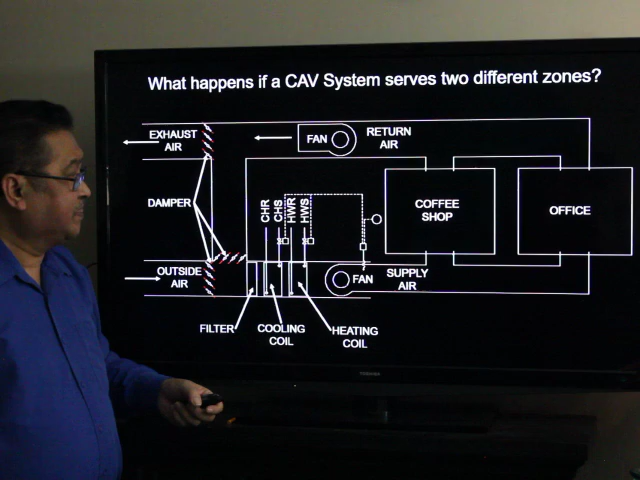 What happens if a CAV System serves two different zones?
EXHAUST
AIR
FAN
RETURN
AIR
DAMPER
CHR
CHS
HWR
HWS
COFFEE
SHOP
OFFICE
OUTSIDE
AIR
FAN
SUPPLY
AIR
FILTER
COOLING
COIL
HEATING
COIL
TOSHIBA